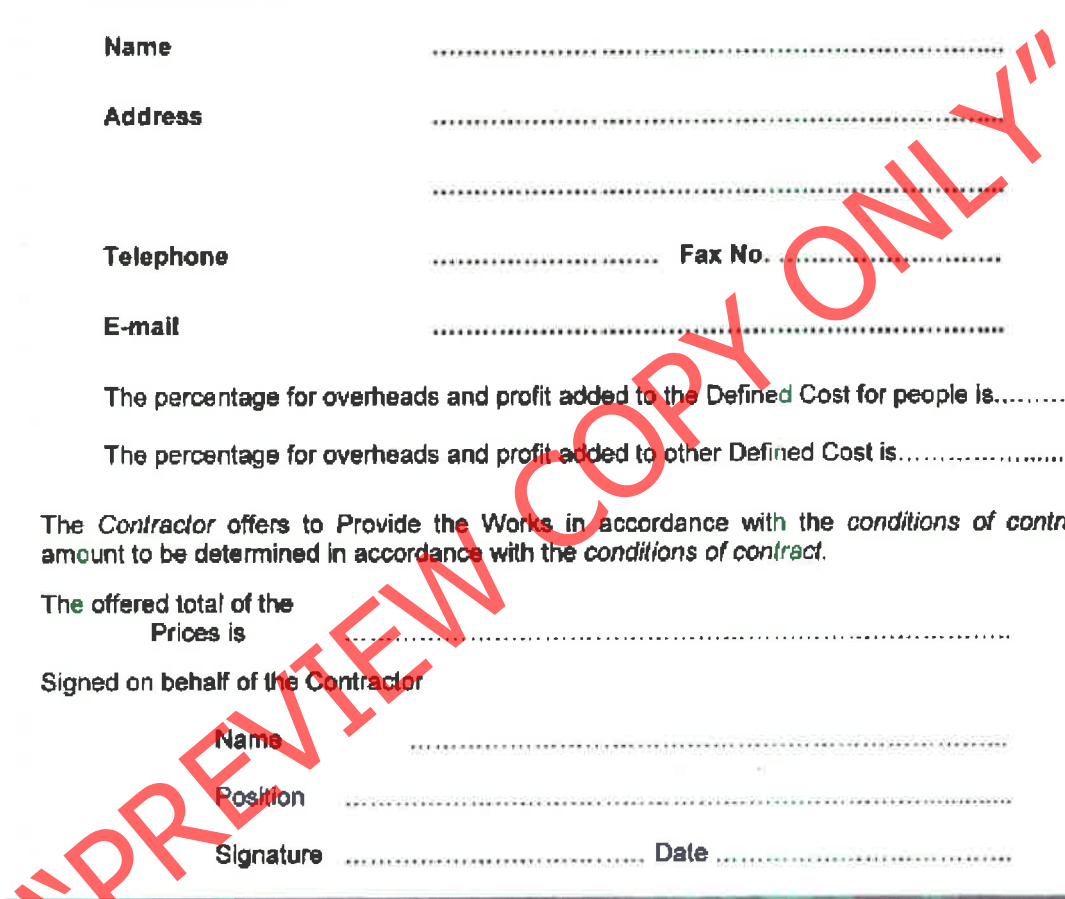 Name ....................
Address ....................
....................
Telephone .................... Fax No. ....................
E-mail ....................
The percentage for overheads and profit added to the Defined Cost for people is.........
The percentage for overheads and profit added to other Defined Cost is....................
The Contractor offers to Provide the Works in accordance with the conditions of contr
amount to be determined in accordance with the conditions of contract.
The offered total of the
Prices is ....................
Signed on behalf of the Contractor
Name ....................
Position ....................
Signature .................... Date ....................
"PREVIEW COPY ONLY"